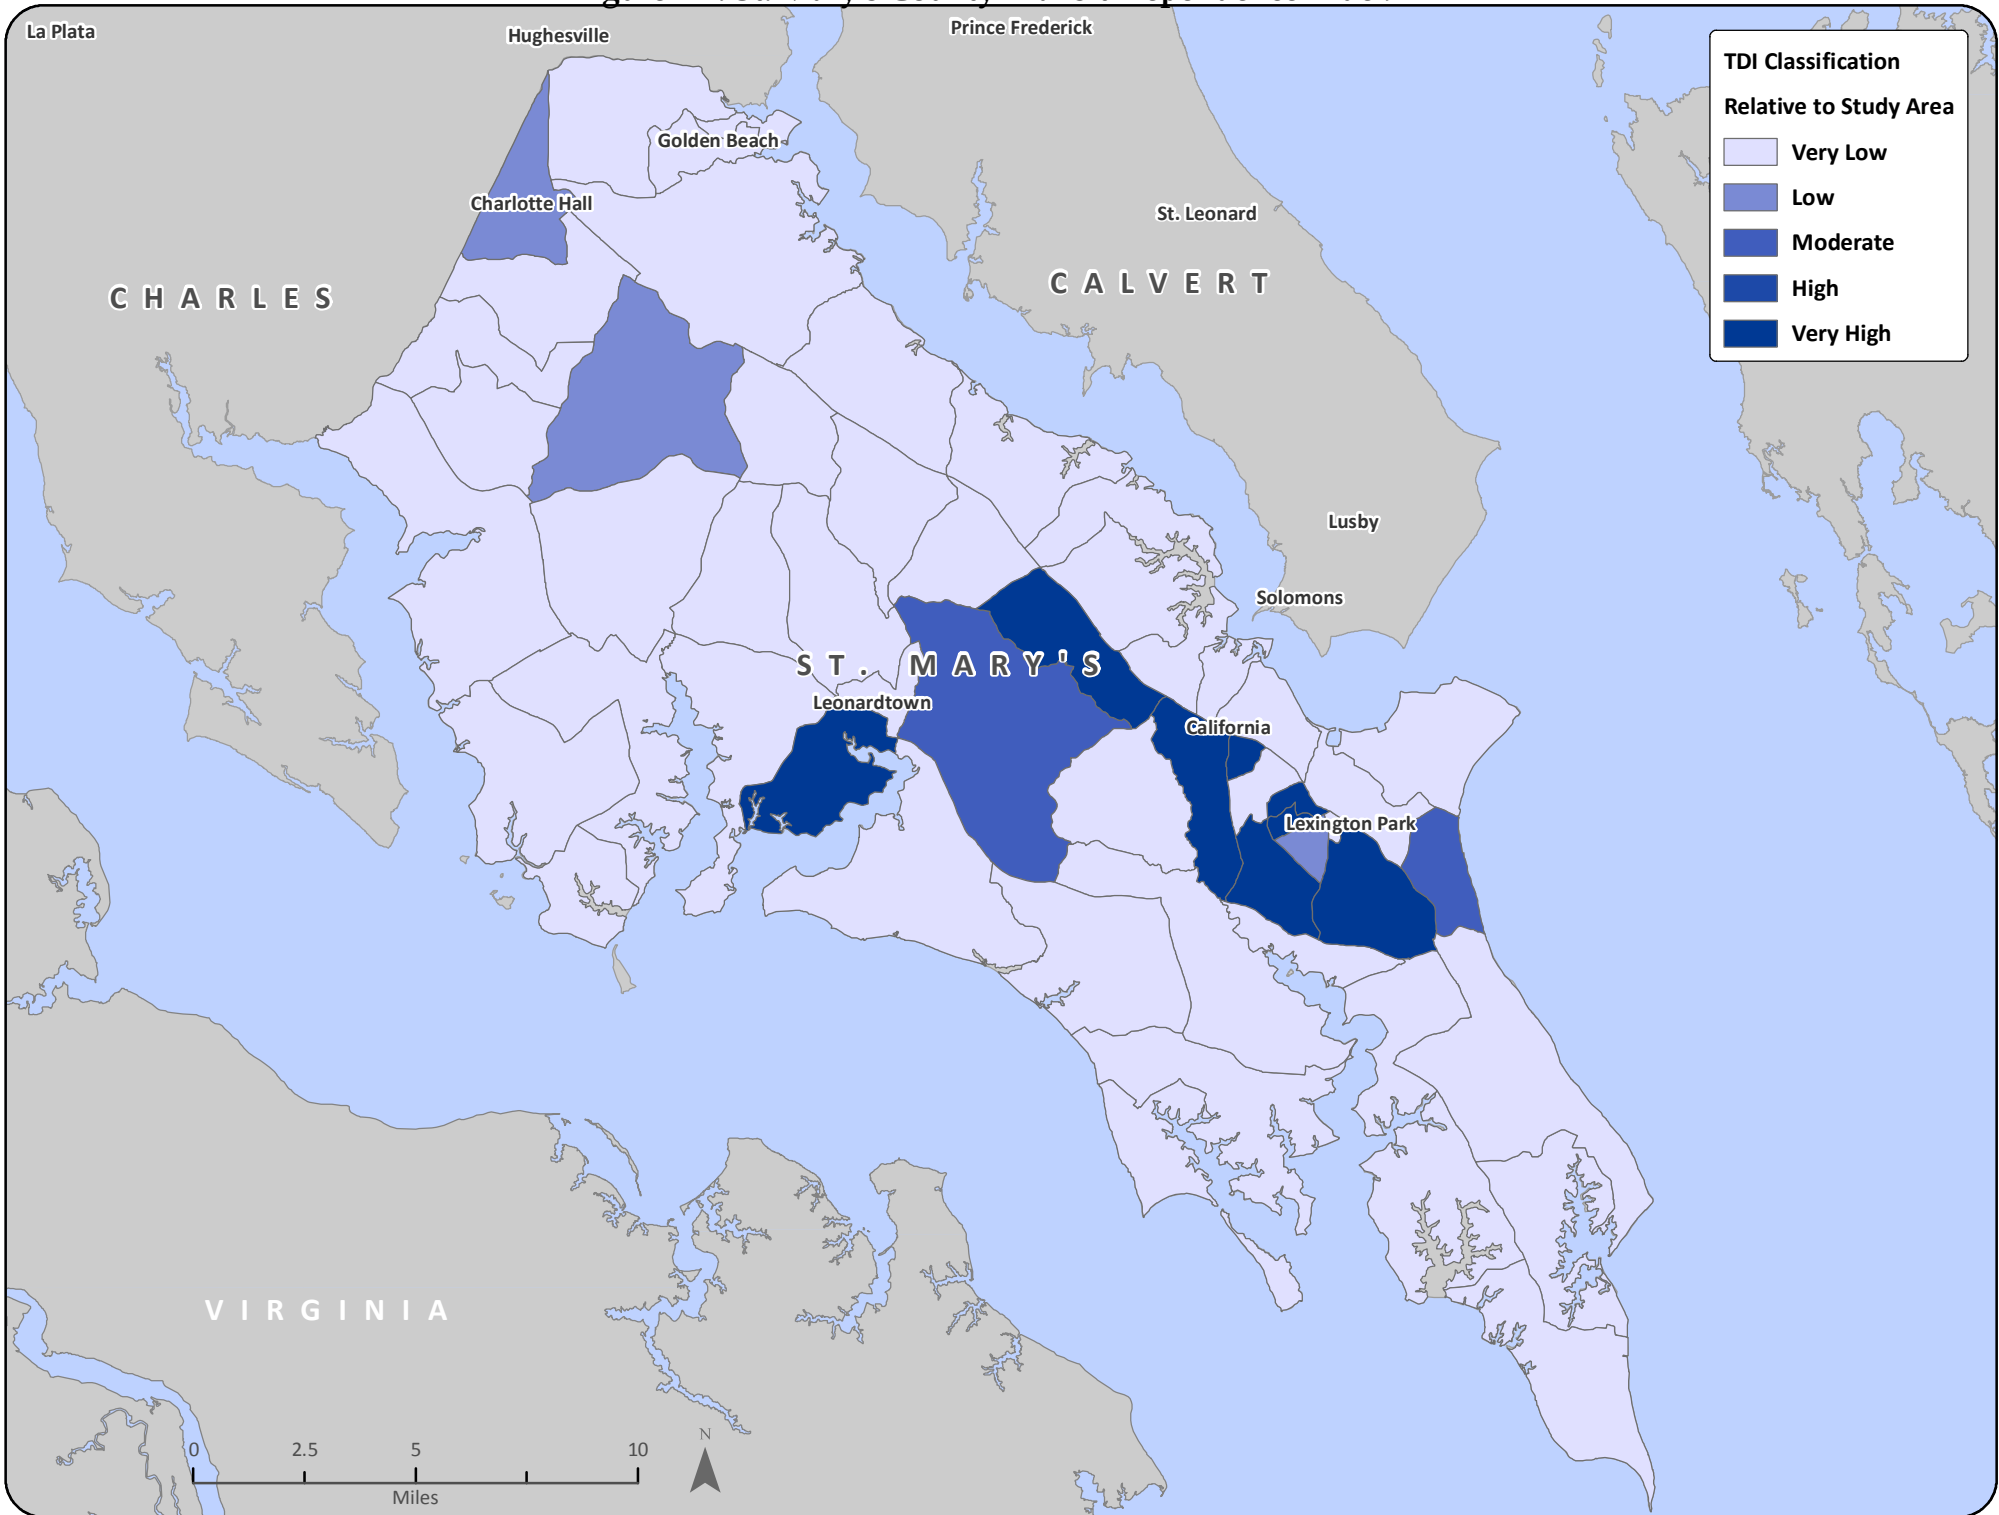 La Plata
Hughesville
Prince Frederick
TDI Classification
Relative to Study Area
Very Low
Low
Moderate
High
Very High
Golden Beach
Charlotte Hall
St. Leonard
CHARLES
CALVERT
Lusby
Solomons
ST. MARY'S
Leonardtown
California
Lexington Park
VIRGINIA
N
0 2.5 5 10
Miles